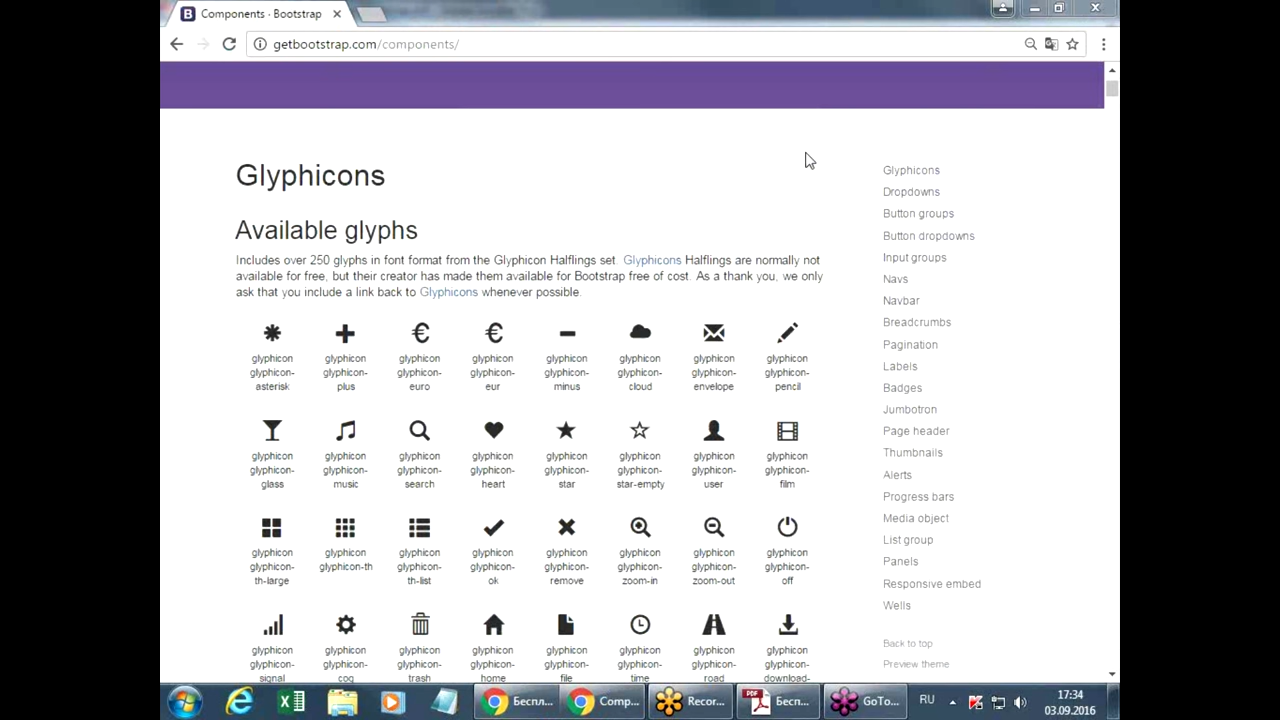 Components · Bootstrap
getbootstrap.com/components/
Glyphicons
Available glyphs
Includes over 250 glyphs in font format from the Glyphicon Halflings set. Glyphicons Halflings are normally not
available for free, but their creator has made them available for Bootstrap free of cost. As a thank you, we only
ask that you include a link back to Glyphicons whenever possible.
glyphicon glyphicon glyphicon glyphicon glyphicon glyphicon glyphicon glyphicon
glyphicon- glyphicon- glyphicon- glyphicon- glyphicon- glyphicon- glyphicon- glyphicon-
asterisk plus euro eur minus cloud envelope pencil
glyphicon glyphicon glyphicon glyphicon glyphicon glyphicon glyphicon glyphicon
glyphicon- glyphicon- glyphicon- glyphicon- glyphicon- glyphicon- glyphicon- glyphicon-
glass music search heart star star-empty user film
glyphicon glyphicon glyphicon glyphicon glyphicon glyphicon glyphicon glyphicon
glyphicon- glyphicon-th glyphicon- glyphicon- glyphicon- glyphicon- glyphicon- glyphicon-
th-large th-list ok remove zoom-in zoom-out off
glyphicon glyphicon glyphicon glyphicon glyphicon glyphicon glyphicon glyphicon
glyphicon- glyphicon- glyphicon- glyphicon- glyphicon- glyphicon- glyphicon- glyphicon-
signal cog trash home file time road download-
Glyphicons
Dropdowns
Button groups
Button dropdowns
Input groups
Navs
Navbar
Breadcrumbs
Pagination
Labels
Badges
Jumbotron
Page header
Thumbnails
Alerts
Progress bars
Media object
List group
Panels
Responsive embed
Wells
Back to top
Preview theme
Беспл... Comp... Recor... PDF Бесп... GoTo... RU 17:34
03.09.2016